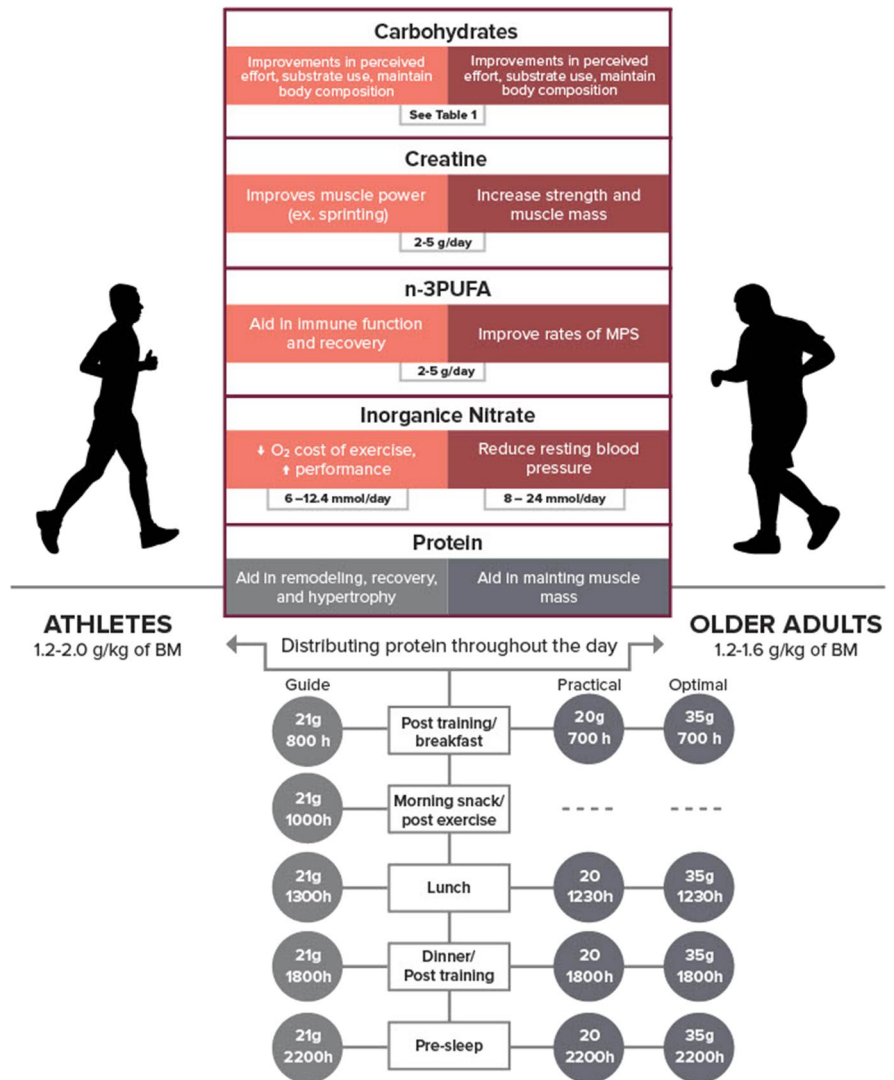 Carbohydrates
Improvements in perceived
effort, substrate use, maintain
body composition
Improvements in perceived
effort, substrate use, maintain
body composition
See Table 1
Creatine
Improves muscle power
(ex. sprinting)
Increase strength and
muscle mass
2-5 g/day
n-3PUFA
Aid in immune function
and recovery
Improve rates of MPS
2-5 g/day
Inorganice Nitrate
↓ O₂ cost of exercise,
↑ performance
Reduce resting blood
pressure
6 –12.4 mmol/day
8 – 24 mmol/day
Protein
Aid in remodeling, recovery,
and hypertrophy
Aid in mainting muscle
mass
ATHLETES
1.2-2.0 g/kg of BM
OLDER ADULTS
1.2-1.6 g/kg of BM
Distributing protein throughout the day
Guide
Practical
Optimal
21g
800 h
Post training/
breakfast
20g
700 h
35g
700 h
21g
1000h
Morning snack/
post exercise
21g
1300h
Lunch
20
1230h
35g
1230h
21g
1800h
Dinner/
Post training
20
1800h
35g
1800h
21g
2200h
Pre-sleep
20
2200h
35g
2200h